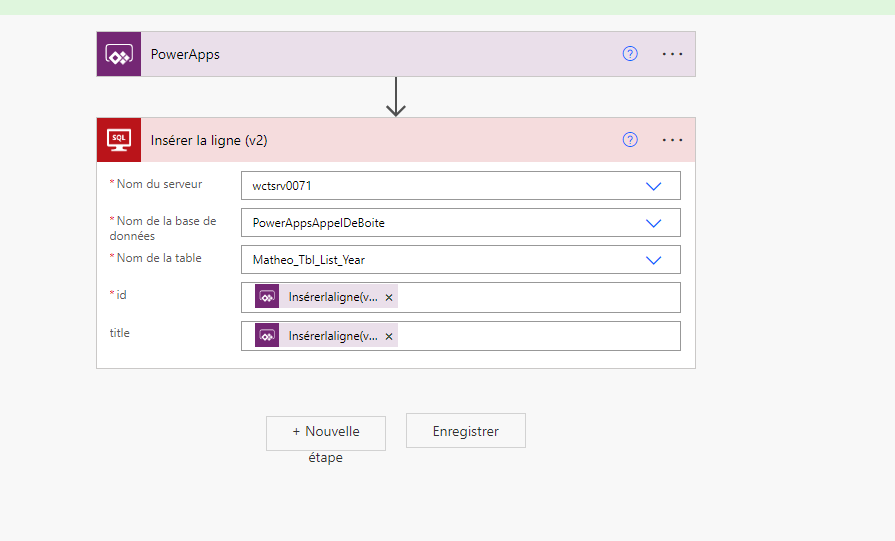 PowerApps
?
...
SQL
Insérer la ligne (v2)
?
...
* Nom du serveur
wctsrv0071
* Nom de la base de
données
PowerAppsAppelDeBoite
* Nom de la table
Matheo_Tbl_List_Year
* id
Insérerlaligne(v... ×
title
Insérerlaligne(v... ×
+ Nouvelle
étape
Enregistrer